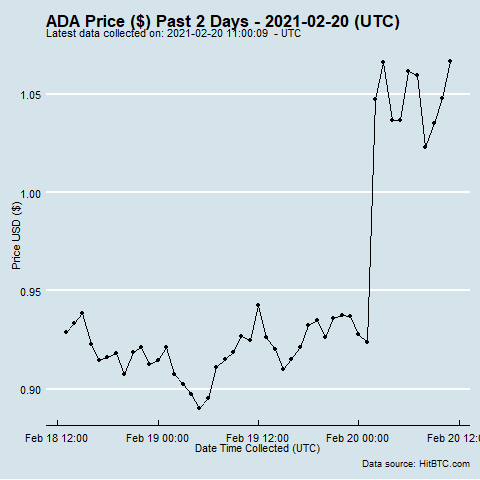 ADA Price ($) Past 2 Days - 2021-02-20 (UTC)
Latest data collected on: 2021-02-20 11:00:09 - UTC
1.05
1.00
0.95
0.90
Price USD ($)
Feb 18 12:00 Feb 19 00:00 Feb 19 12:00 Feb 20 00:00 Feb 20 12:0
Date Time Collected (UTC)
Data source: HitBTC.com